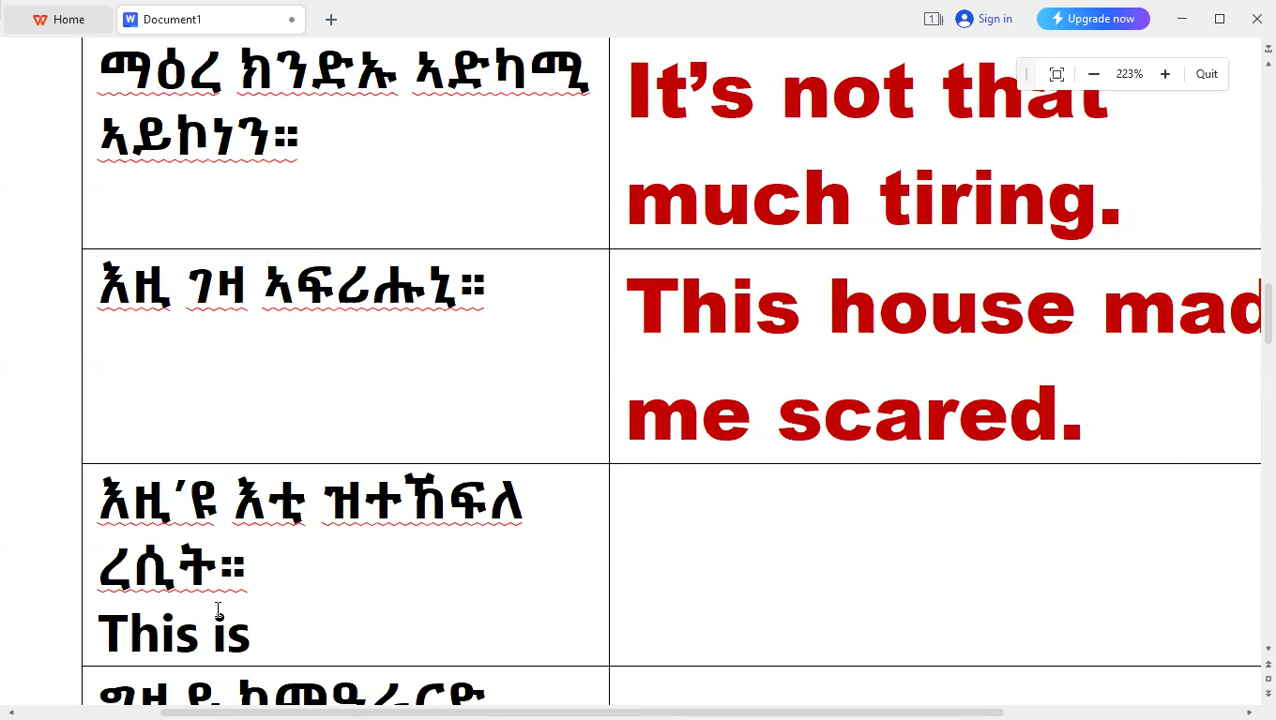 Home
Document1
1
Sign in
Upgrade now
223%
Quit
ማዕረ ክንድኡ ኣድካሚ
ኣይኮነን።
It’s not that
much tiring.
እዚ ገዛ ኣፍሪሑኒ።
This house mad
me scared.
እዚ’ዩ እቲ ዝተኸፍለ
ረሲት።
This is